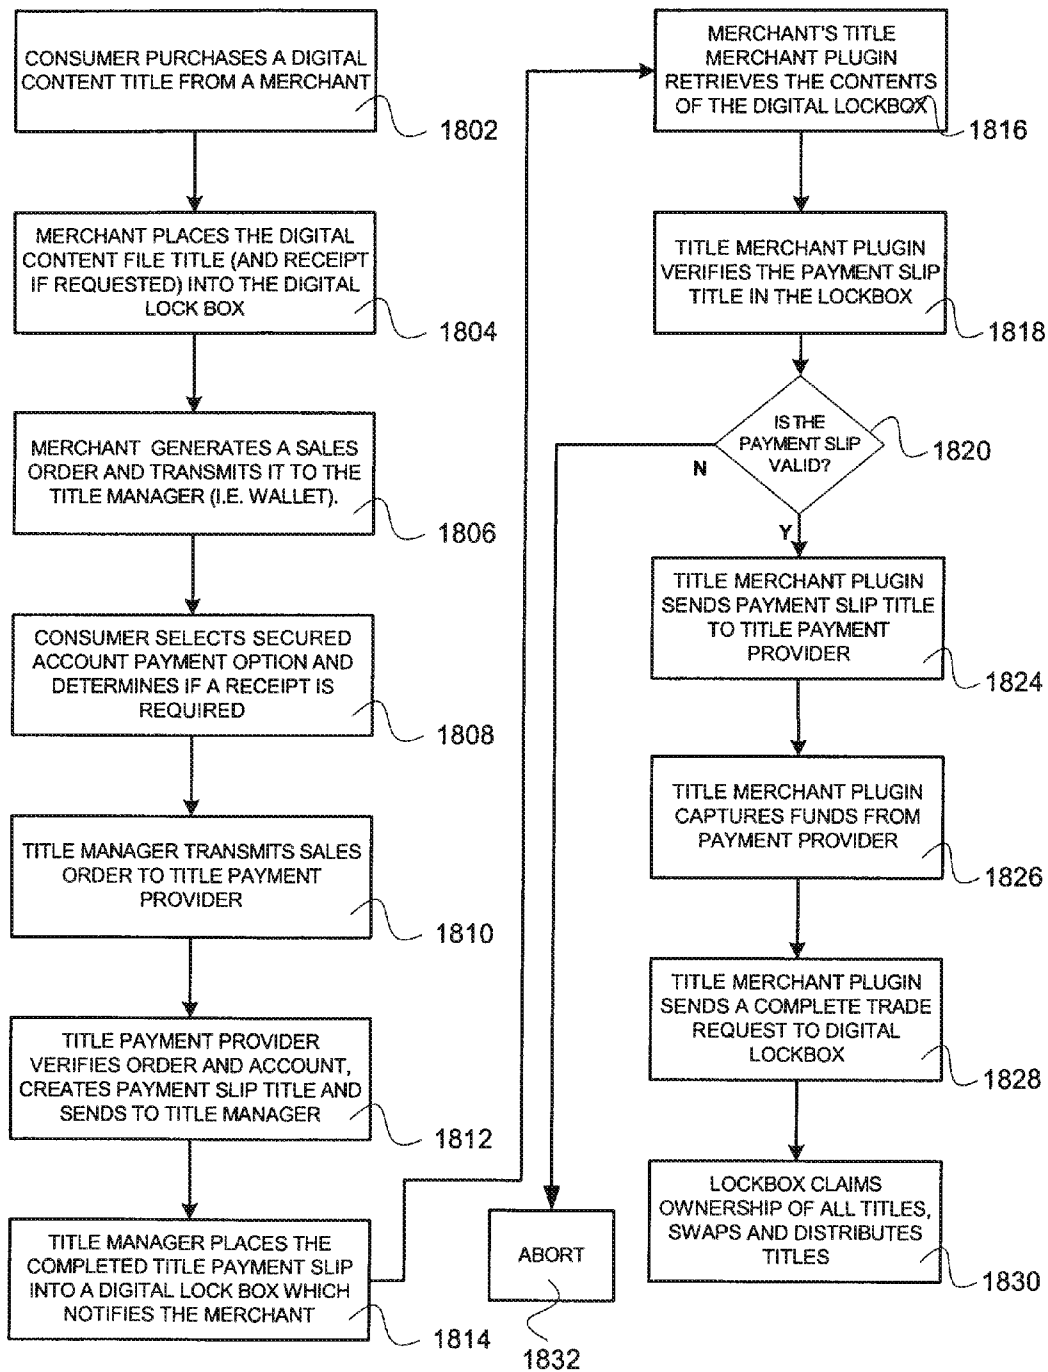 CONSUMER PURCHASES A DIGITAL
CONTENT TITLE FROM A MERCHANT
1802
MERCHANT PLACES THE DIGITAL
CONTENT FILE TITLE (AND RECEIPT
IF REQUESTED) INTO THE DIGITAL
LOCK BOX
1804
MERCHANT GENERATES A SALES
ORDER AND TRANSMITS IT TO THE
TITLE MANAGER (I.E. WALLET).
1806
CONSUMER SELECTS SECURED
ACCOUNT PAYMENT OPTION AND
DETERMINES IF A RECEIPT IS
REQUIRED
1808
TITLE MANAGER TRANSMITS SALES
ORDER TO TITLE PAYMENT
PROVIDER
1810
TITLE PAYMENT PROVIDER
VERIFIES ORDER AND ACCOUNT,
CREATES PAYMENT SLIP TITLE AND
SENDS TO TITLE MANAGER
1812
TITLE MANAGER PLACES THE
COMPLETED TITLE PAYMENT SLIP
INTO A DIGITAL LOCK BOX WHICH
NOTIFIES THE MERCHANT
1814
MERCHANT'S TITLE
MERCHANT PLUGIN
RETRIEVES THE CONTENTS
OF THE DIGITAL LOCKBOX
1816
TITLE MERCHANT PLUGIN
VERIFIES THE PAYMENT SLIP
TITLE IN THE LOCKBOX
1818
IS THE
PAYMENT SLIP
VALID?
1820
N
Y
TITLE MERCHANT PLUGIN
SENDS PAYMENT SLIP TITLE
TO TITLE PAYMENT
PROVIDER
1824
TITLE MERCHANT PLUGIN
CAPTURES FUNDS FROM
PAYMENT PROVIDER
1826
TITLE MERCHANT PLUGIN
SENDS A COMPLETE TRADE
REQUEST TO DIGITAL
LOCKBOX
1828
LOCKBOX CLAIMS
OWNERSHIP OF ALL TITLES,
SWAPS AND DISTRIBUTES
TITLES
1830
ABORT
1832